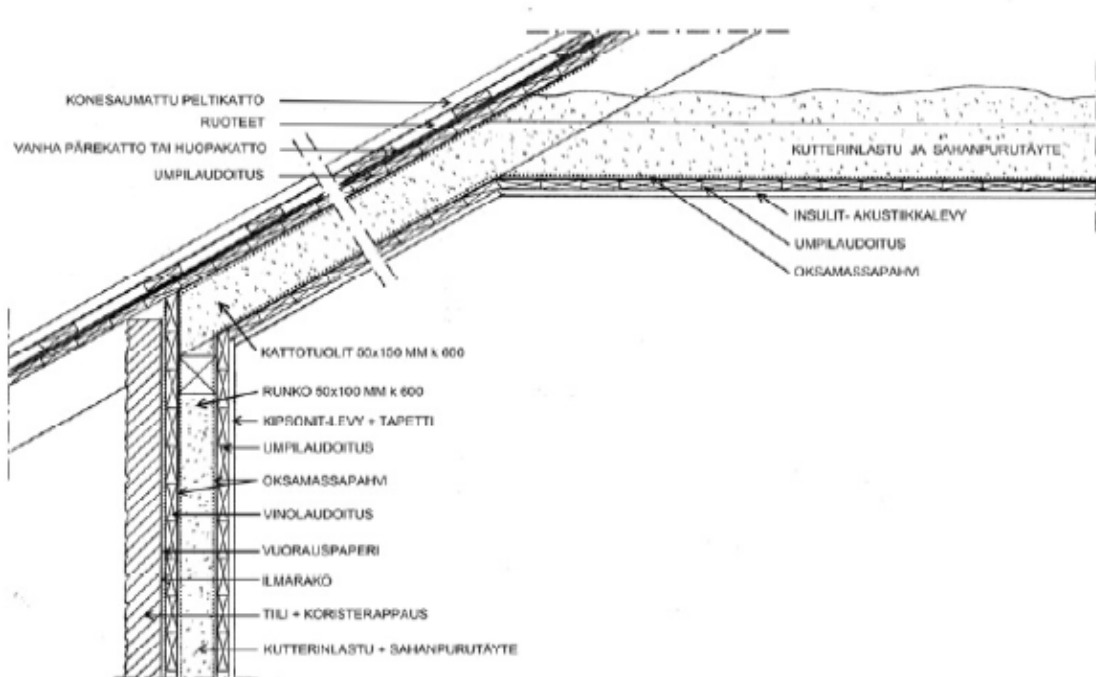 KONESAUMATTU PELTIKATTO
RUOTEET
VANHA PÄREKATTO TAI HUOPAKATTO
UMPILAUDOITUS
KUTTERINLASTU JA SAHANPURUTÄYTE
INSULIT- AKUSTIIKKALEVY
UMPILAUDOITUS
OKSAMASSAPAHVI
KATTOTUOLIT 50x150 MM k 600
RUNKO 50x100 MM k 600
KIPSONIT-LEVY + TAPETTI
UMPILAUDOITUS
OKSAMASSAPAHVI
VINOLAUDOITUS
VUORAUSPAPERI
ILMARAKO
TIILI + KORISTERAPPAUS
KUTTERINLASTU + SAHANPURUTÄYTE